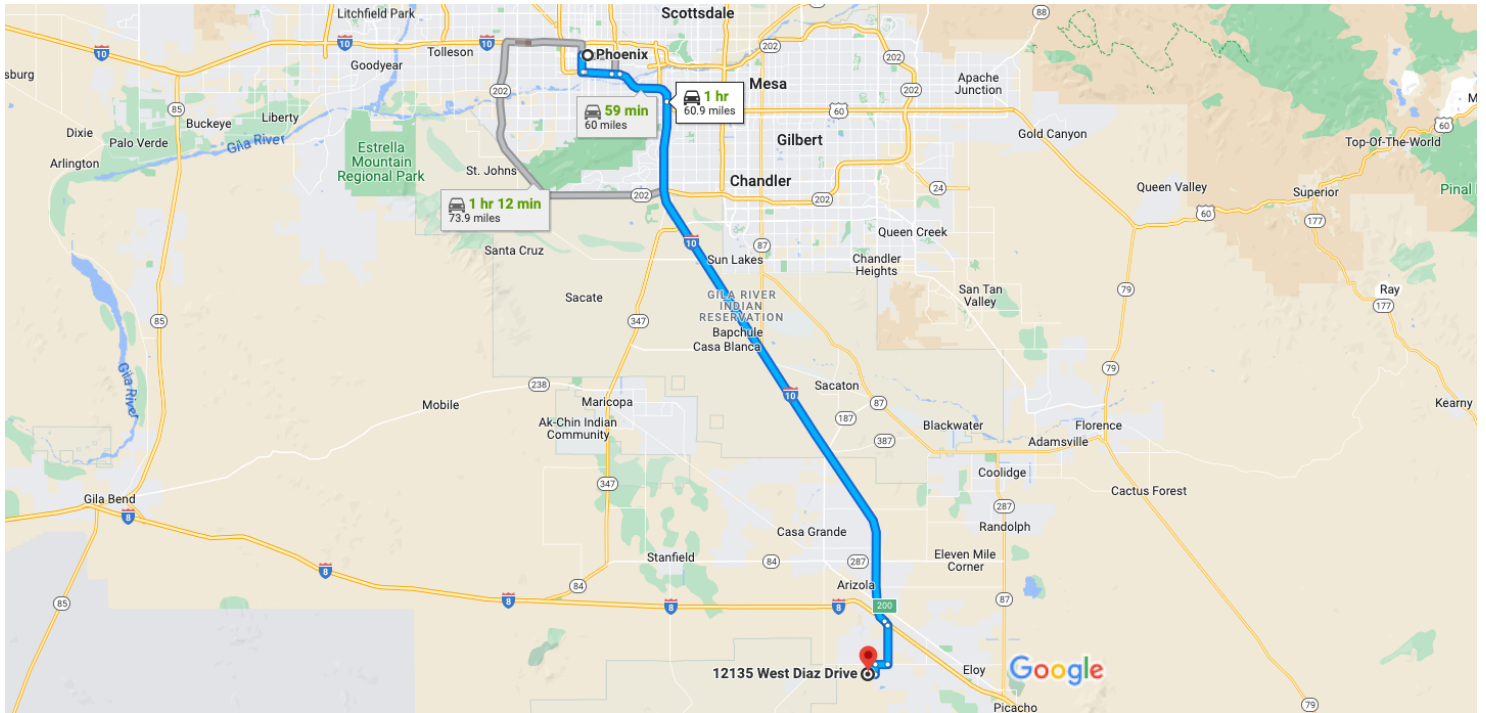 Scottsdale
Litchfield Park
88
202
10
10
10
Tolleson
Phoenix
Goodyear
sburg
202
Mesa
Apache
Junction
1 hr
60.9 miles
85
202
59 min
60 miles
60
60
Buckeye
Liberty
Dixie
Palo Verde
Gila River
Gold Canyon
Top-Of-The-World
Arlington
Estrella
Mountain
Regional Park
Gilbert
St. Johns
Chandler
24
Queen Valley
Superior
Pinal
202
202
1 hr 12 min
73.9 miles
60
177
Santa Cruz
10
87
Queen Creek
Sun Lakes
Chandler
Heights
79
San Tan
Valley
Ray
Sacate
GILA RIVER
INDIAN
RESERVATION
177
85
347
Bapchule
Casa Blanca
Gila River
79
238
Sacaton
Mobile
Maricopa
10
87
Kearny
Ak-Chin Indian
Community
187
387
Blackwater
Florence
Adamsville
Coolidge
347
Cactus Forest
Gila Bend
287
8
Randolph
Casa Grande
Stanfield
84
287
Eleven Mile
Corner
8
84
Arizola
85
8
8
8
200
87
12135 West Diaz Drive
Eloy
Google
Picacho
79